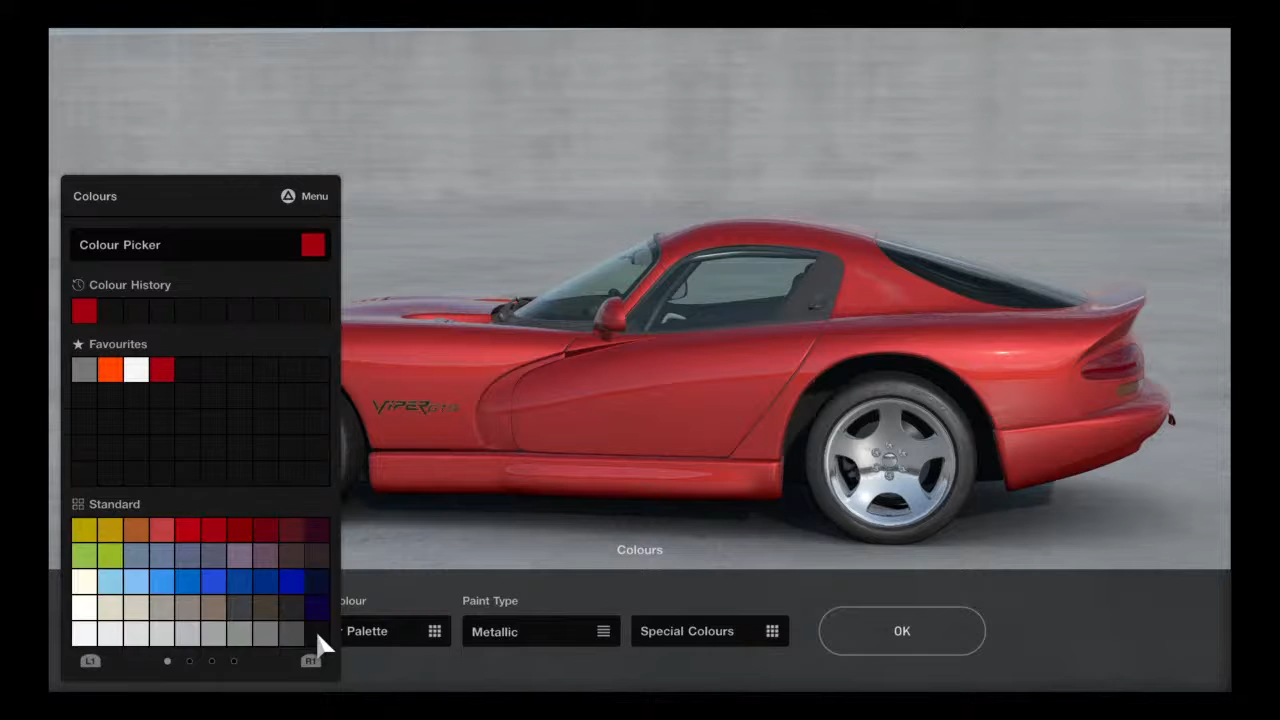 Colours
Menu
Colour Picker
Colour History
Favourites
VIPER GTS
Standard
Colours
L1
R1
olour
Paint Type
Palette
Metallic
Special Colours
OK